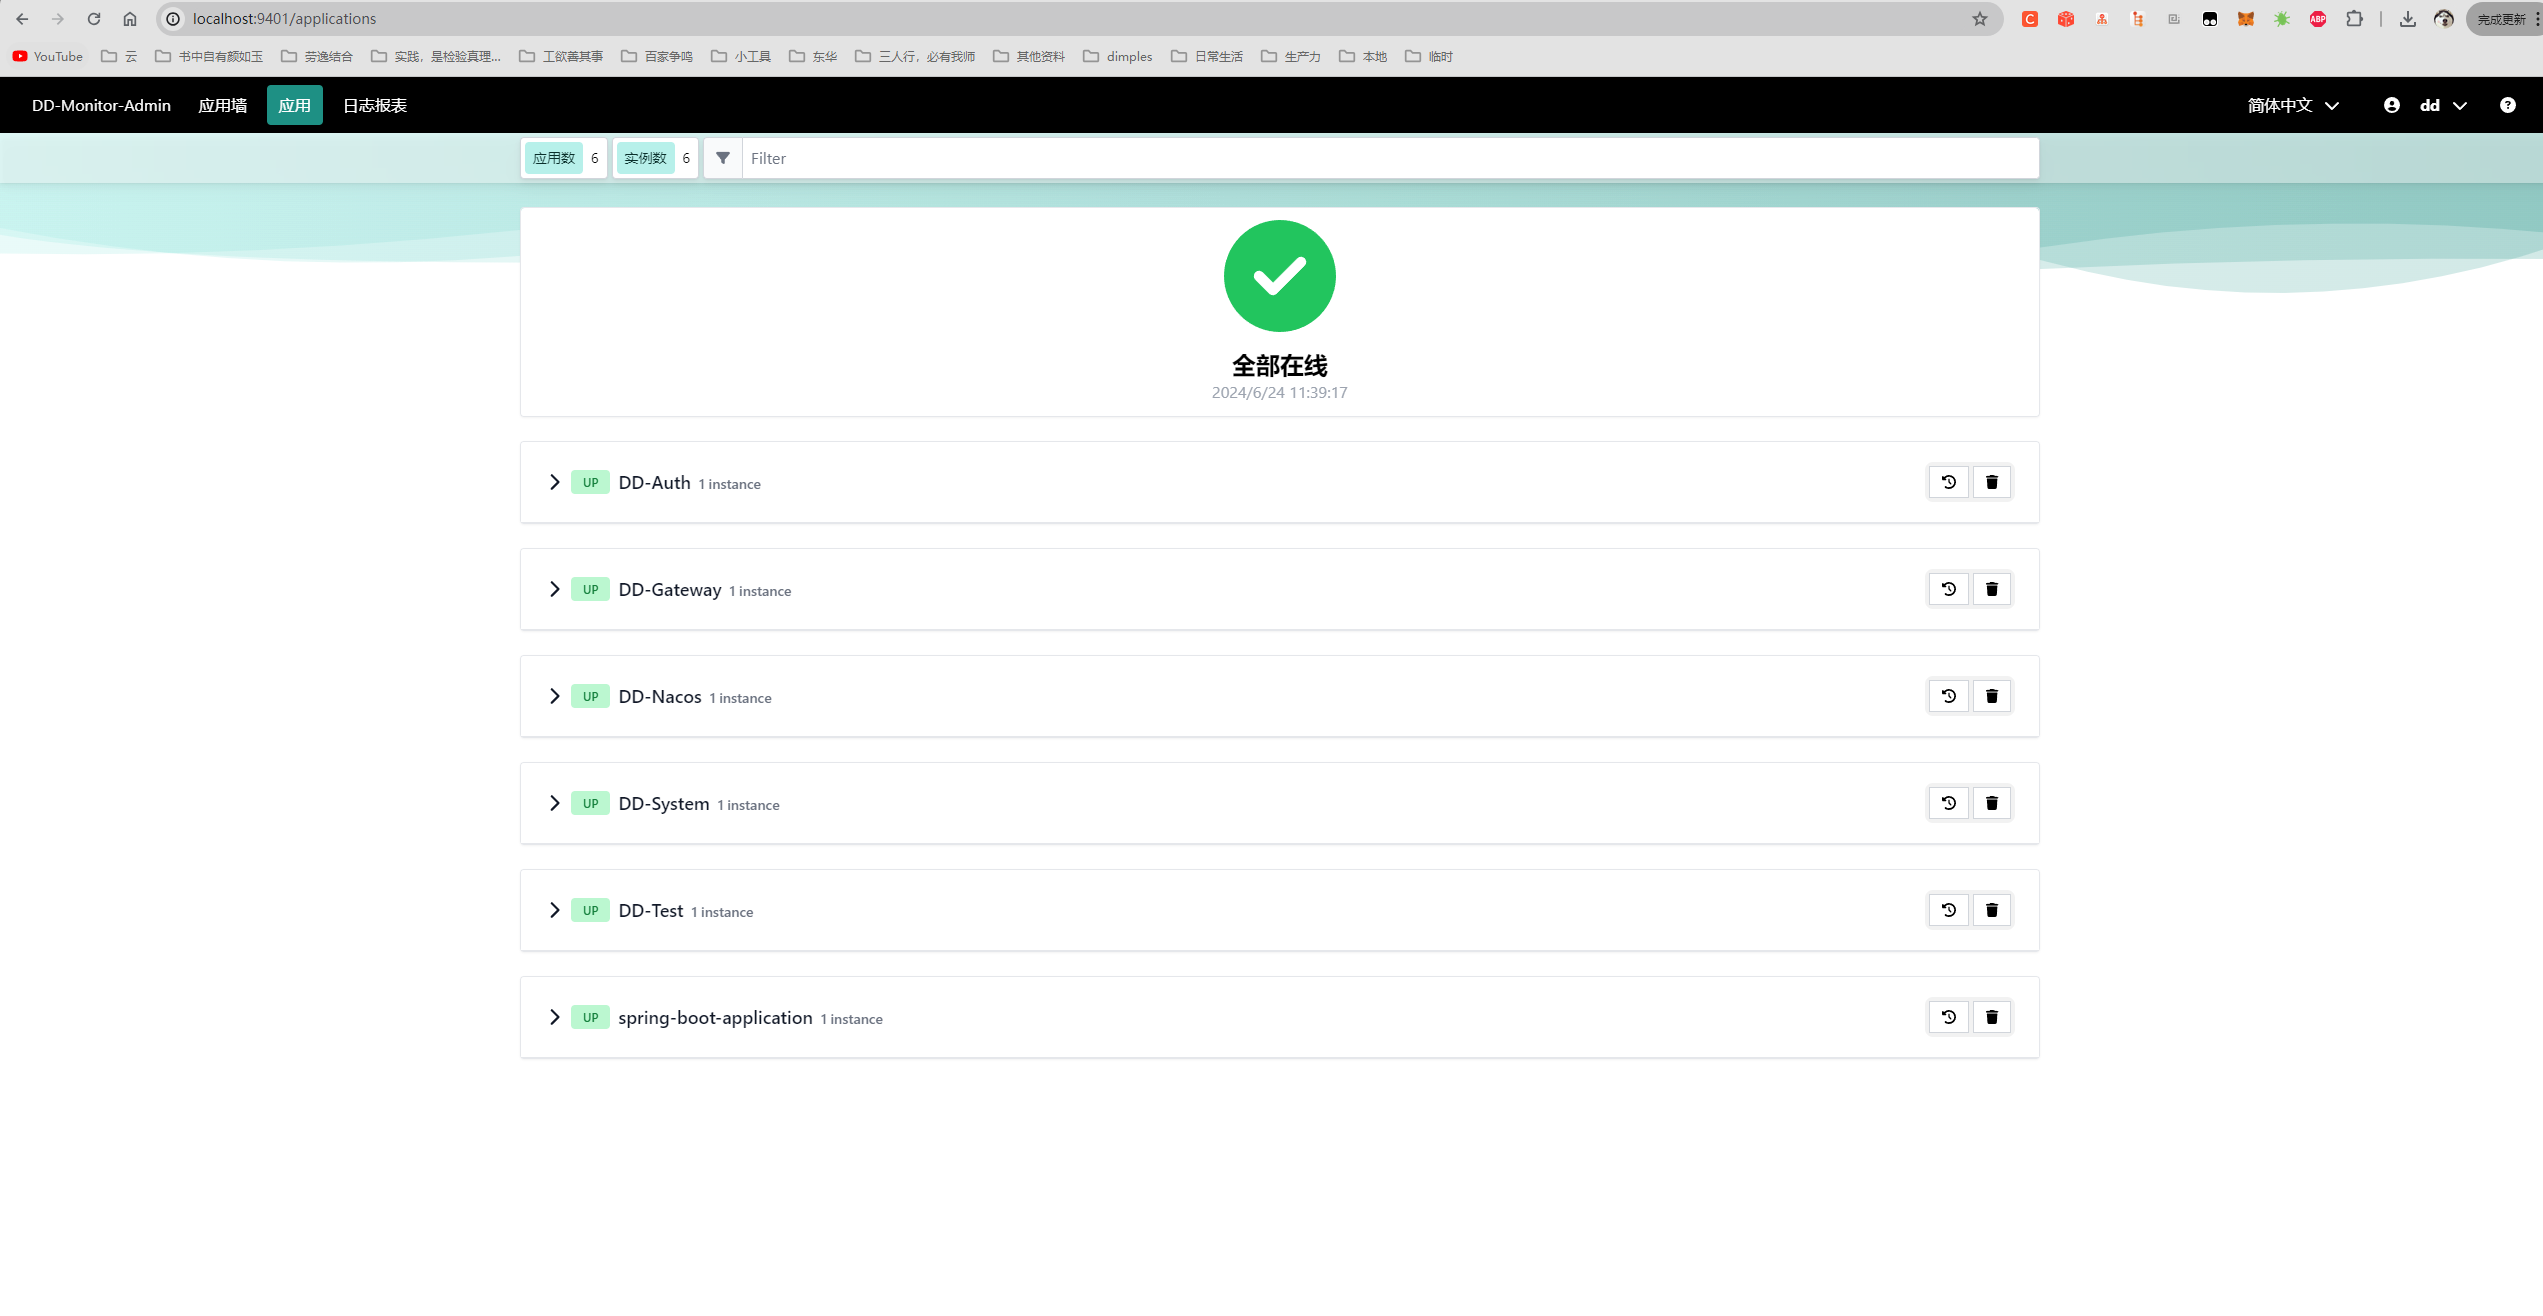 localhost:9401/applications
完成更新
YouTube 云 书中自有颜如玉 劳逸结合 实践，是检验真理... 工欲善其事 百家争鸣 小工具 东华 三人行，必有我师 其他资料 dimples 日常生活 生产力 本地 临时
DD-Monitor-Admin 应用墙 应用 日志报表 简体中文 dd
应用数 6 实例数 6 Filter
全部在线
2024/6/24 11:39:17
UP DD-Auth 1 instance
UP DD-Gateway 1 instance
UP DD-Nacos 1 instance
UP DD-System 1 instance
UP DD-Test 1 instance
UP spring-boot-application 1 instance